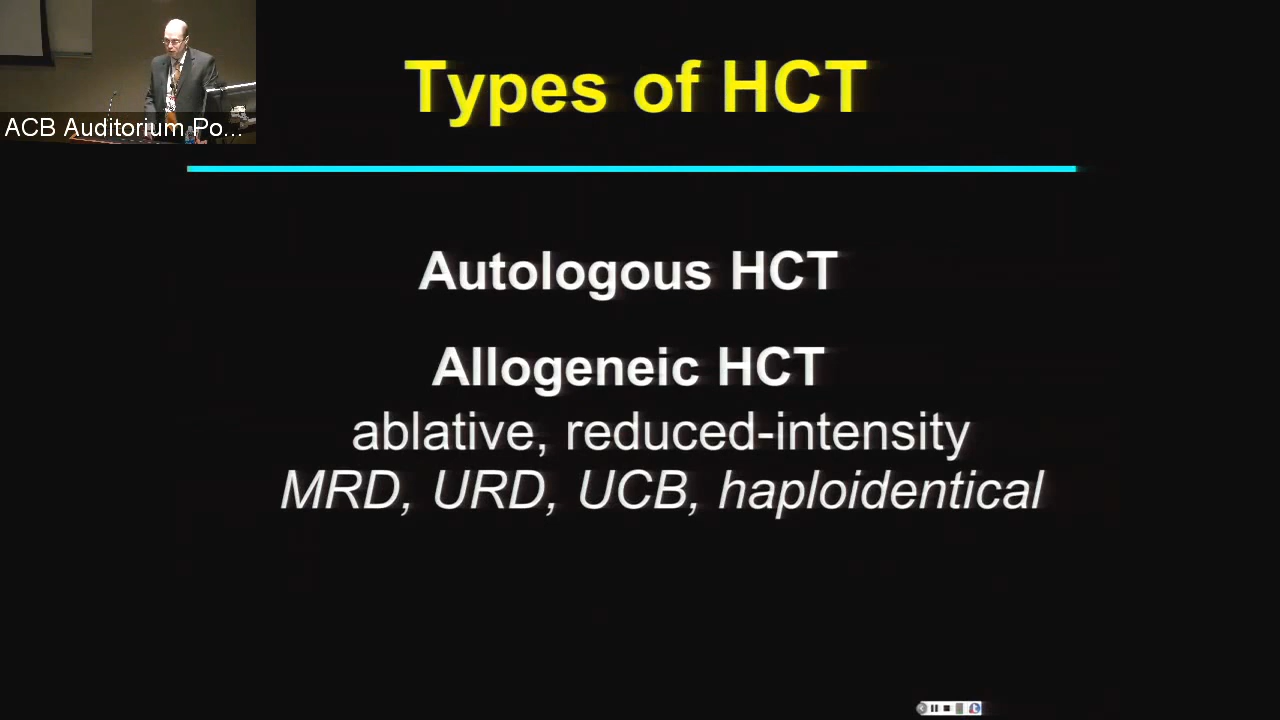 Types of HCT
ACB Auditorium Po...
Autologous HCT
Allogeneic HCT
ablative, reduced-intensity
MRD, URD, UCB, haploidentical